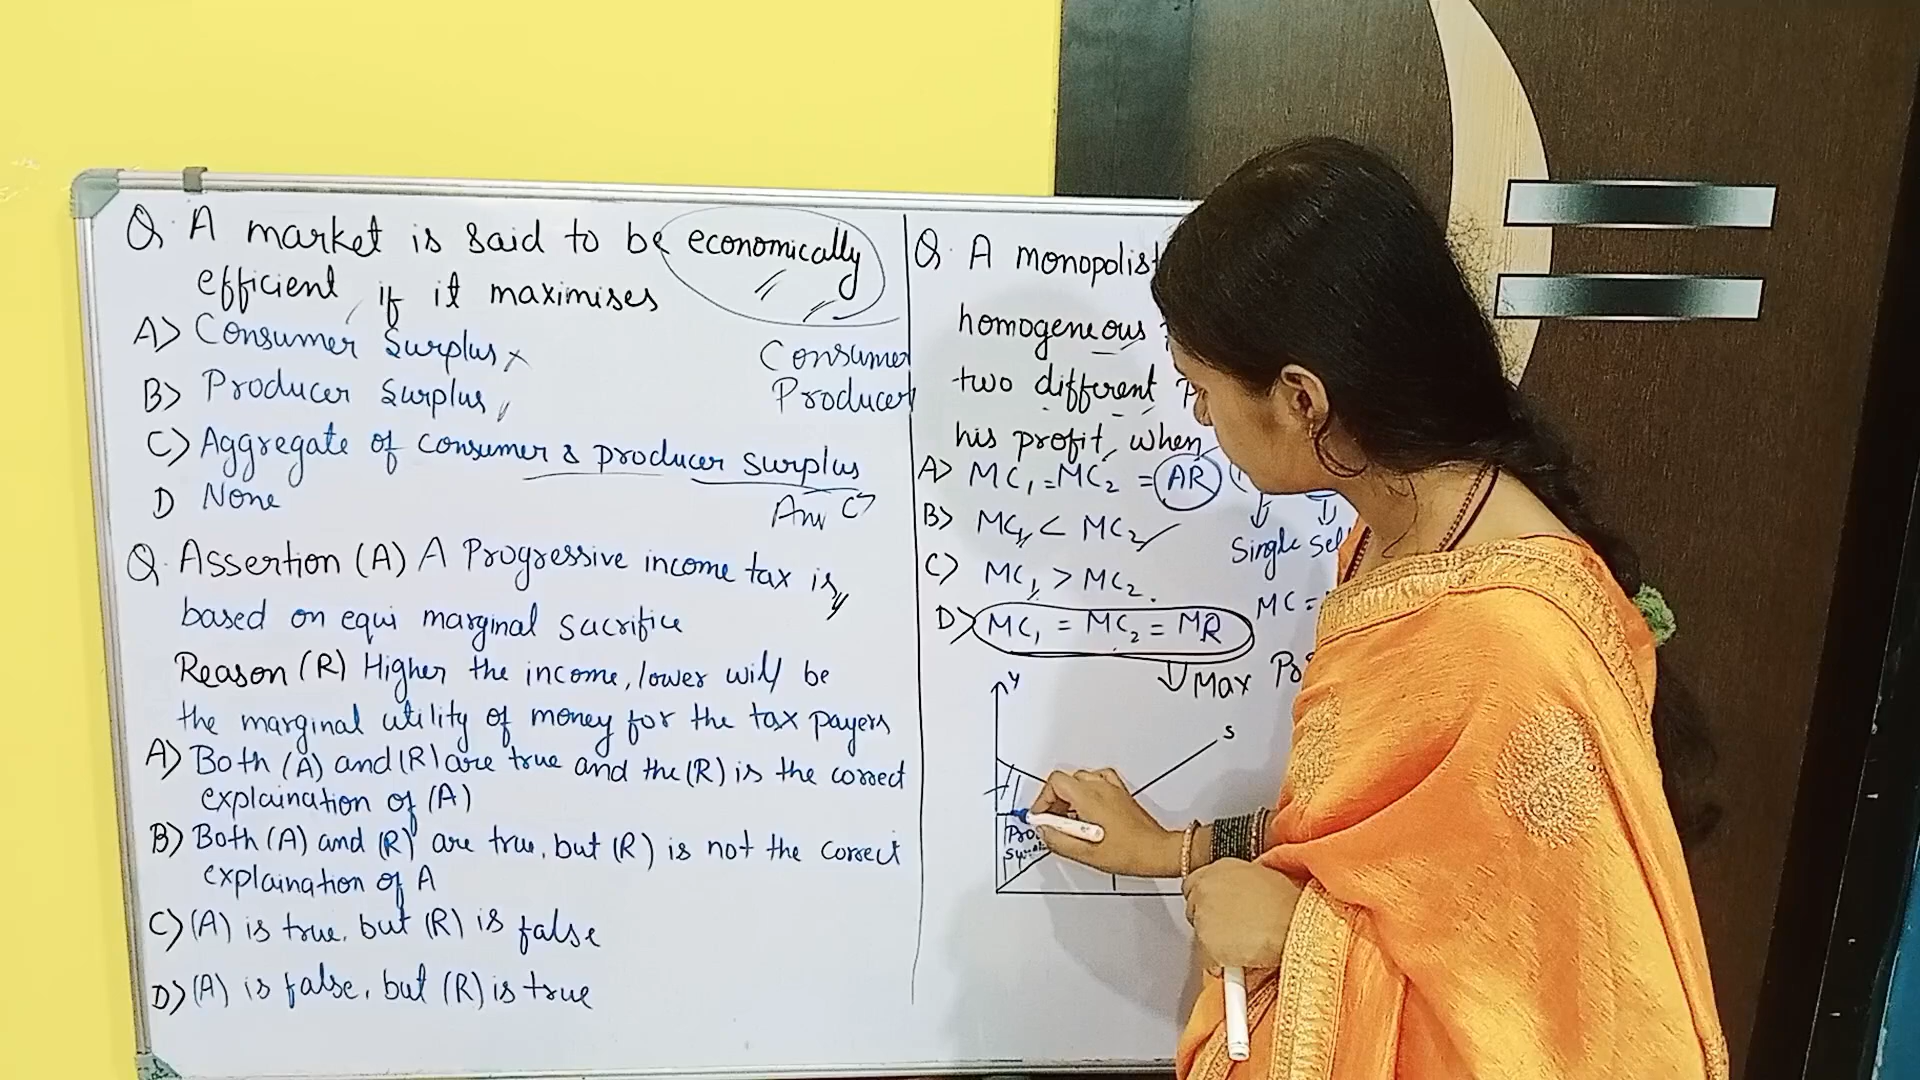 Q. A market is said to be economically
efficient, if it maximises
A) Consumer Surplus
B) Producer Surplus
C) Aggregate of consumer & producer surplus
D None
Consumer
Producer
Ans C)
Q. Assertion (A) A Progressive income tax is
based on equi marginal sacrifice
Reason (R) Higher the income, lower will be
the marginal utility of money for the tax payers
A) Both (A) and (R) are true and the (R) is the correct
explaination of (A)
B) Both (A) and (R) are true, but (R) is not the correct
explaination of A
C) (A) is true, but (R) is false
D) (A) is false, but (R) is true
Q. A monopolist
homogeneous
two different
his profit, when
A) MC₁ = MC₂ = AR
B) MC₁ < MC₂
C) MC₁ > MC₂
D) MC₁ = MC₂ = MR
Single
MC =
Max
Y
S